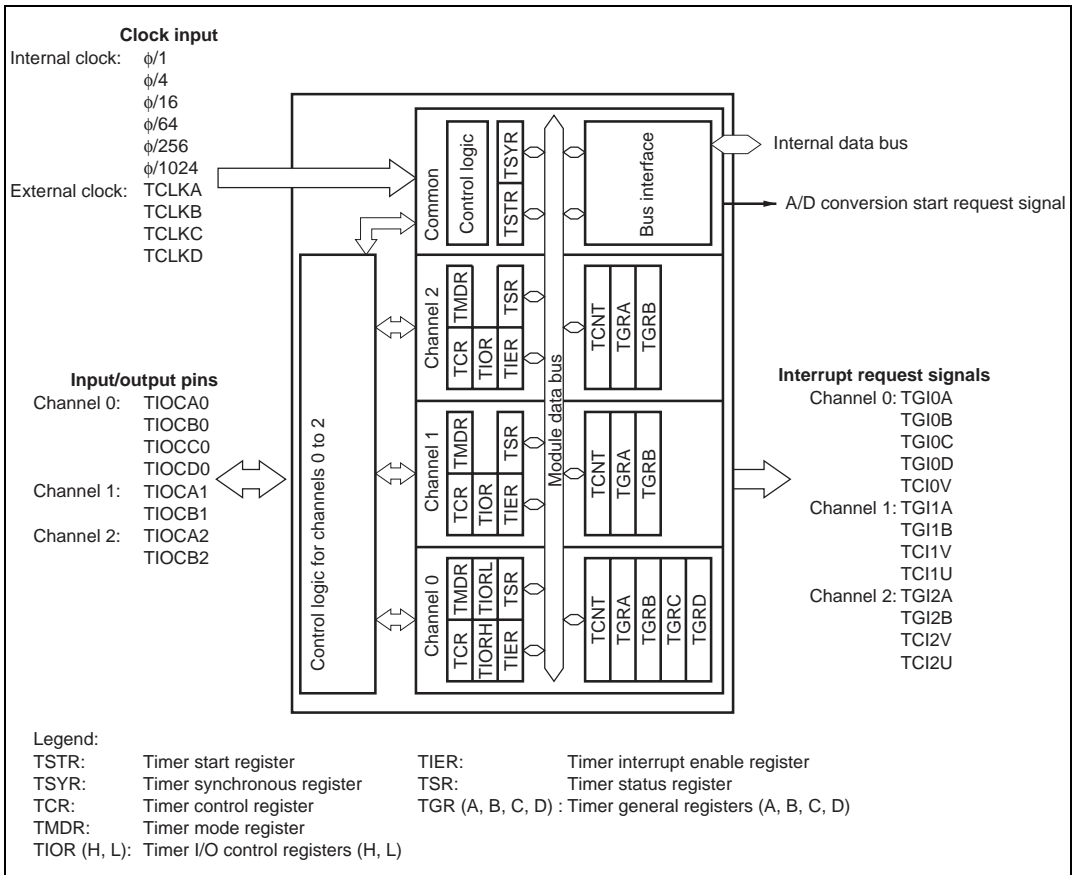 Clock input
Internal clock: ϕ/1
ϕ/4
ϕ/16
ϕ/64
ϕ/256
ϕ/1024
External clock: TCLKA
TCLKB
TCLKC
TCLKD
Input/output pins
Channel 0: TIOCA0
TIOCB0
TIOCC0
TIOCD0
Channel 1: TIOCA1
TIOCB1
Channel 2: TIOCA2
TIOCB2
Control logic for channels 0 to 2
Common
Control logic
TSTR TSYR
Bus interface
Module data bus
Channel 2
TCR TMDR
TIOR
TIER TSR
TCNT
TGRA
TGRB
Channel 1
TCR TMDR
TIOR
TIER TSR
TCNT
TGRA
TGRB
Channel 0
TCR TMDR
TIORH TIORL
TIER TSR
TCNT
TGRA
TGRB
TGRC
TGRD
Internal data bus
A/D conversion start request signal
Interrupt request signals
Channel 0: TGI0A
TGI0B
TGI0C
TGI0D
TCI0V
Channel 1: TGI1A
TGI1B
TCI1V
TCI1U
Channel 2: TGI2A
TGI2B
TCI2V
TCI2U
Legend:
TSTR: Timer start register
TSYR: Timer synchronous register
TCR: Timer control register
TMDR: Timer mode register
TIOR (H, L): Timer I/O control registers (H, L)
TIER: Timer interrupt enable register
TSR: Timer status register
TGR (A, B, C, D) : Timer general registers (A, B, C, D)